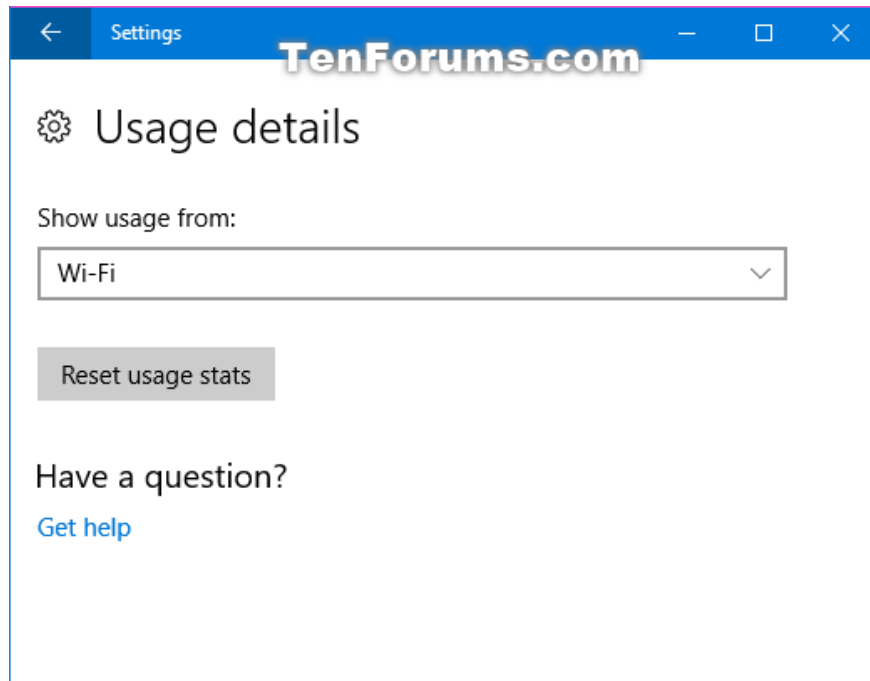 Settings
TenForums.com
Usage details
Show usage from:
Wi-Fi
Reset usage stats
Have a question?
Get help